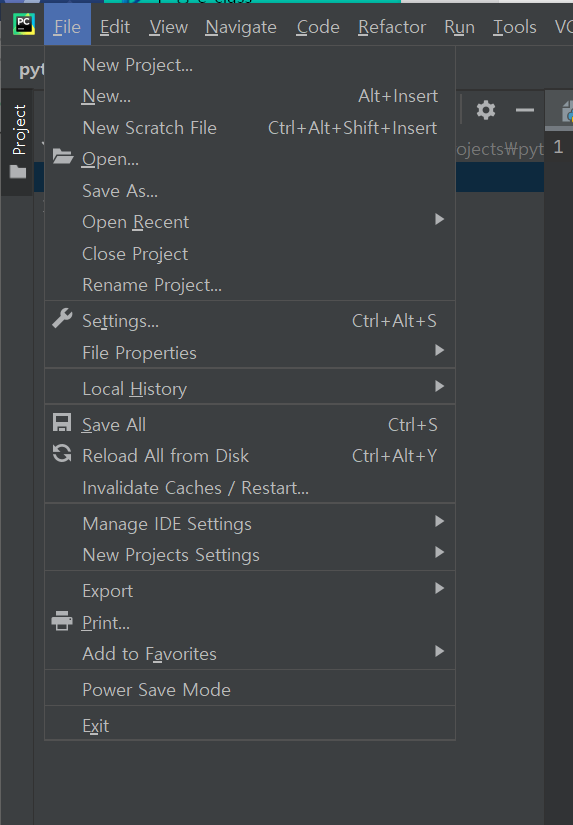 PC
File Edit View Navigate Code Refactor Run Tools VC
pyt
Project
New Project...
New... Alt+Insert
New Scratch File Ctrl+Alt+Shift+Insert
ojects₩pyt
1
Open...
Save As...
Open Recent
Close Project
Rename Project...
Settings... Ctrl+Alt+S
File Properties
Local History
Save All Ctrl+S
Reload All from Disk Ctrl+Alt+Y
Invalidate Caches / Restart...
Manage IDE Settings
New Projects Settings
Export
Print...
Add to Favorites
Power Save Mode
Exit